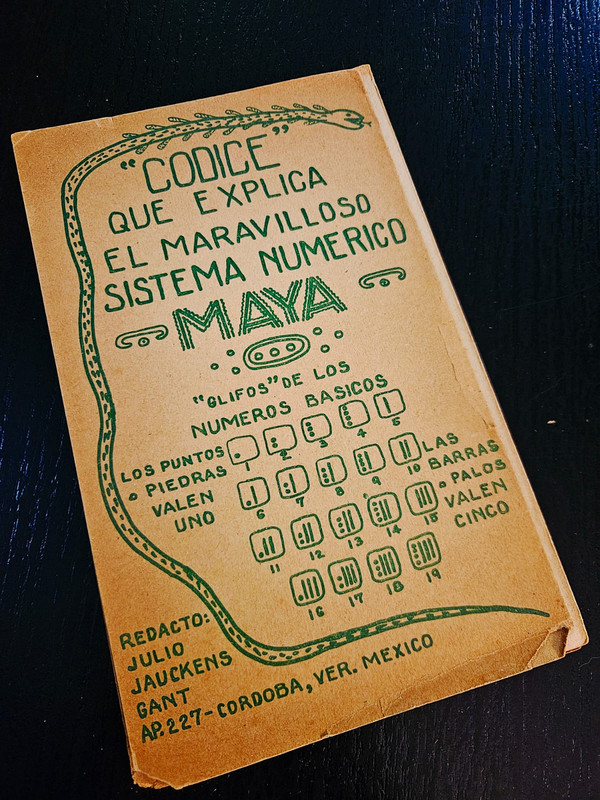 "CODICE"
QUE EXPLICA
EL MARAVILLOSO
SISTEMA NUMERICO
MAYA
"GLIFOS" DE LOS
NUMEROS BASICOS
LOS PUNTOS
o PIEDRAS
VALEN
UNO
1 2 3 4 5
6 7 8 9 10
11 12 13 14 15
16 17 18 19
LAS
BARRAS
o PALOS
VALEN
CINCO
REDACTO:
JULIO
JAUCKENS
GANT
AP. 227-CORDOBA, VER. MEXICO